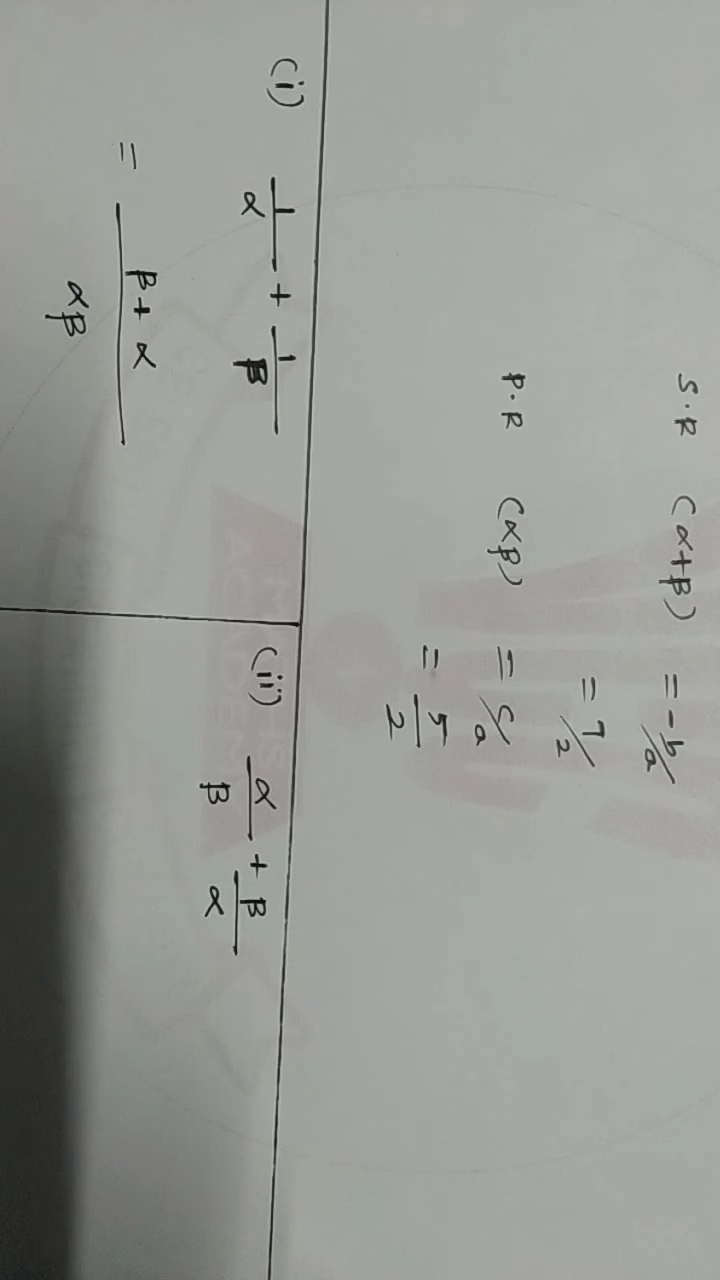 S.R (α+β) = -b/a
= 7/2
P.R (αβ) = c/a
= 5/2
(i) 1/α + 1/β
= β + α / αβ
(ii) α/β + β/α